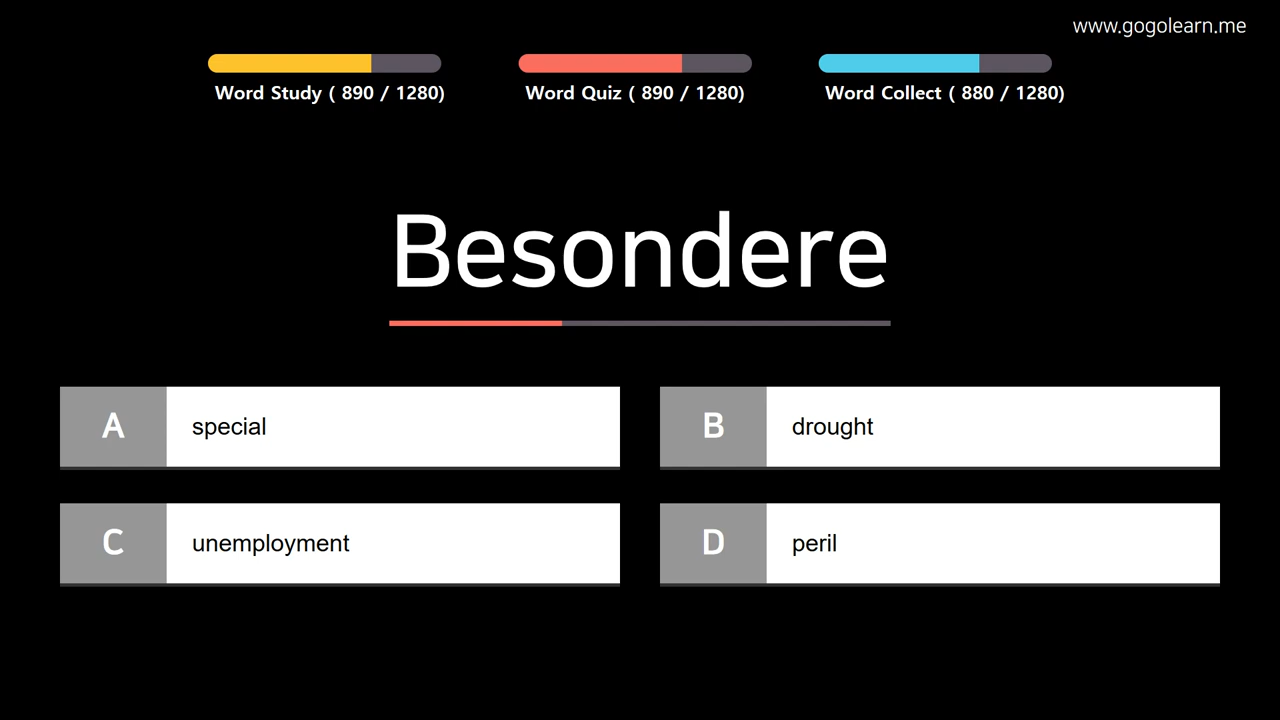 www.gogolearn.me
Word Study ( 890 / 1280)
Word Quiz ( 890 / 1280)
Word Collect ( 880 / 1280)
Besondere
A
special
B
drought
C
unemployment
D
peril